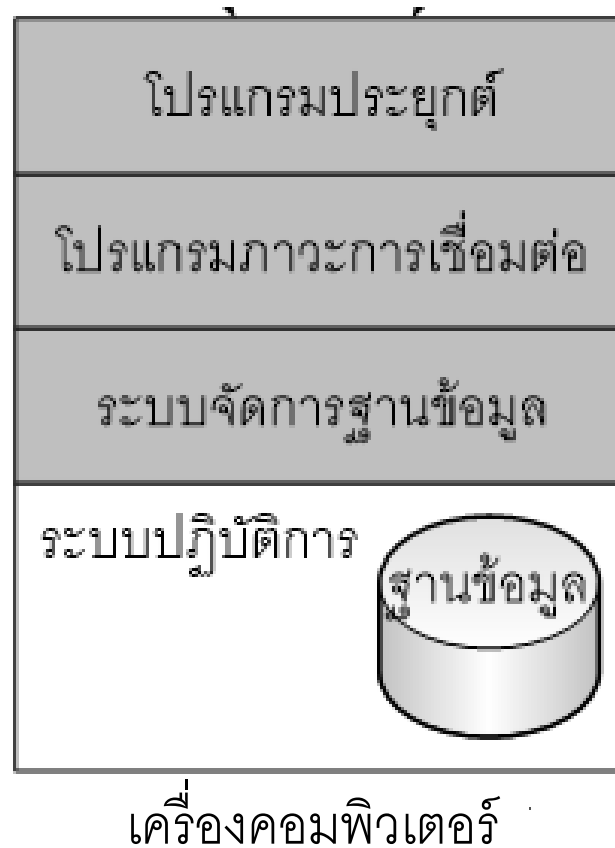 โปรแกรมประยุกต์
โปรแกรมภาวะการเชื่อมต่อ
ระบบจัดการฐานข้อมูล
ระบบปฏิบัติการ
ฐานข้อมูล
เครื่องคอมพิวเตอร์